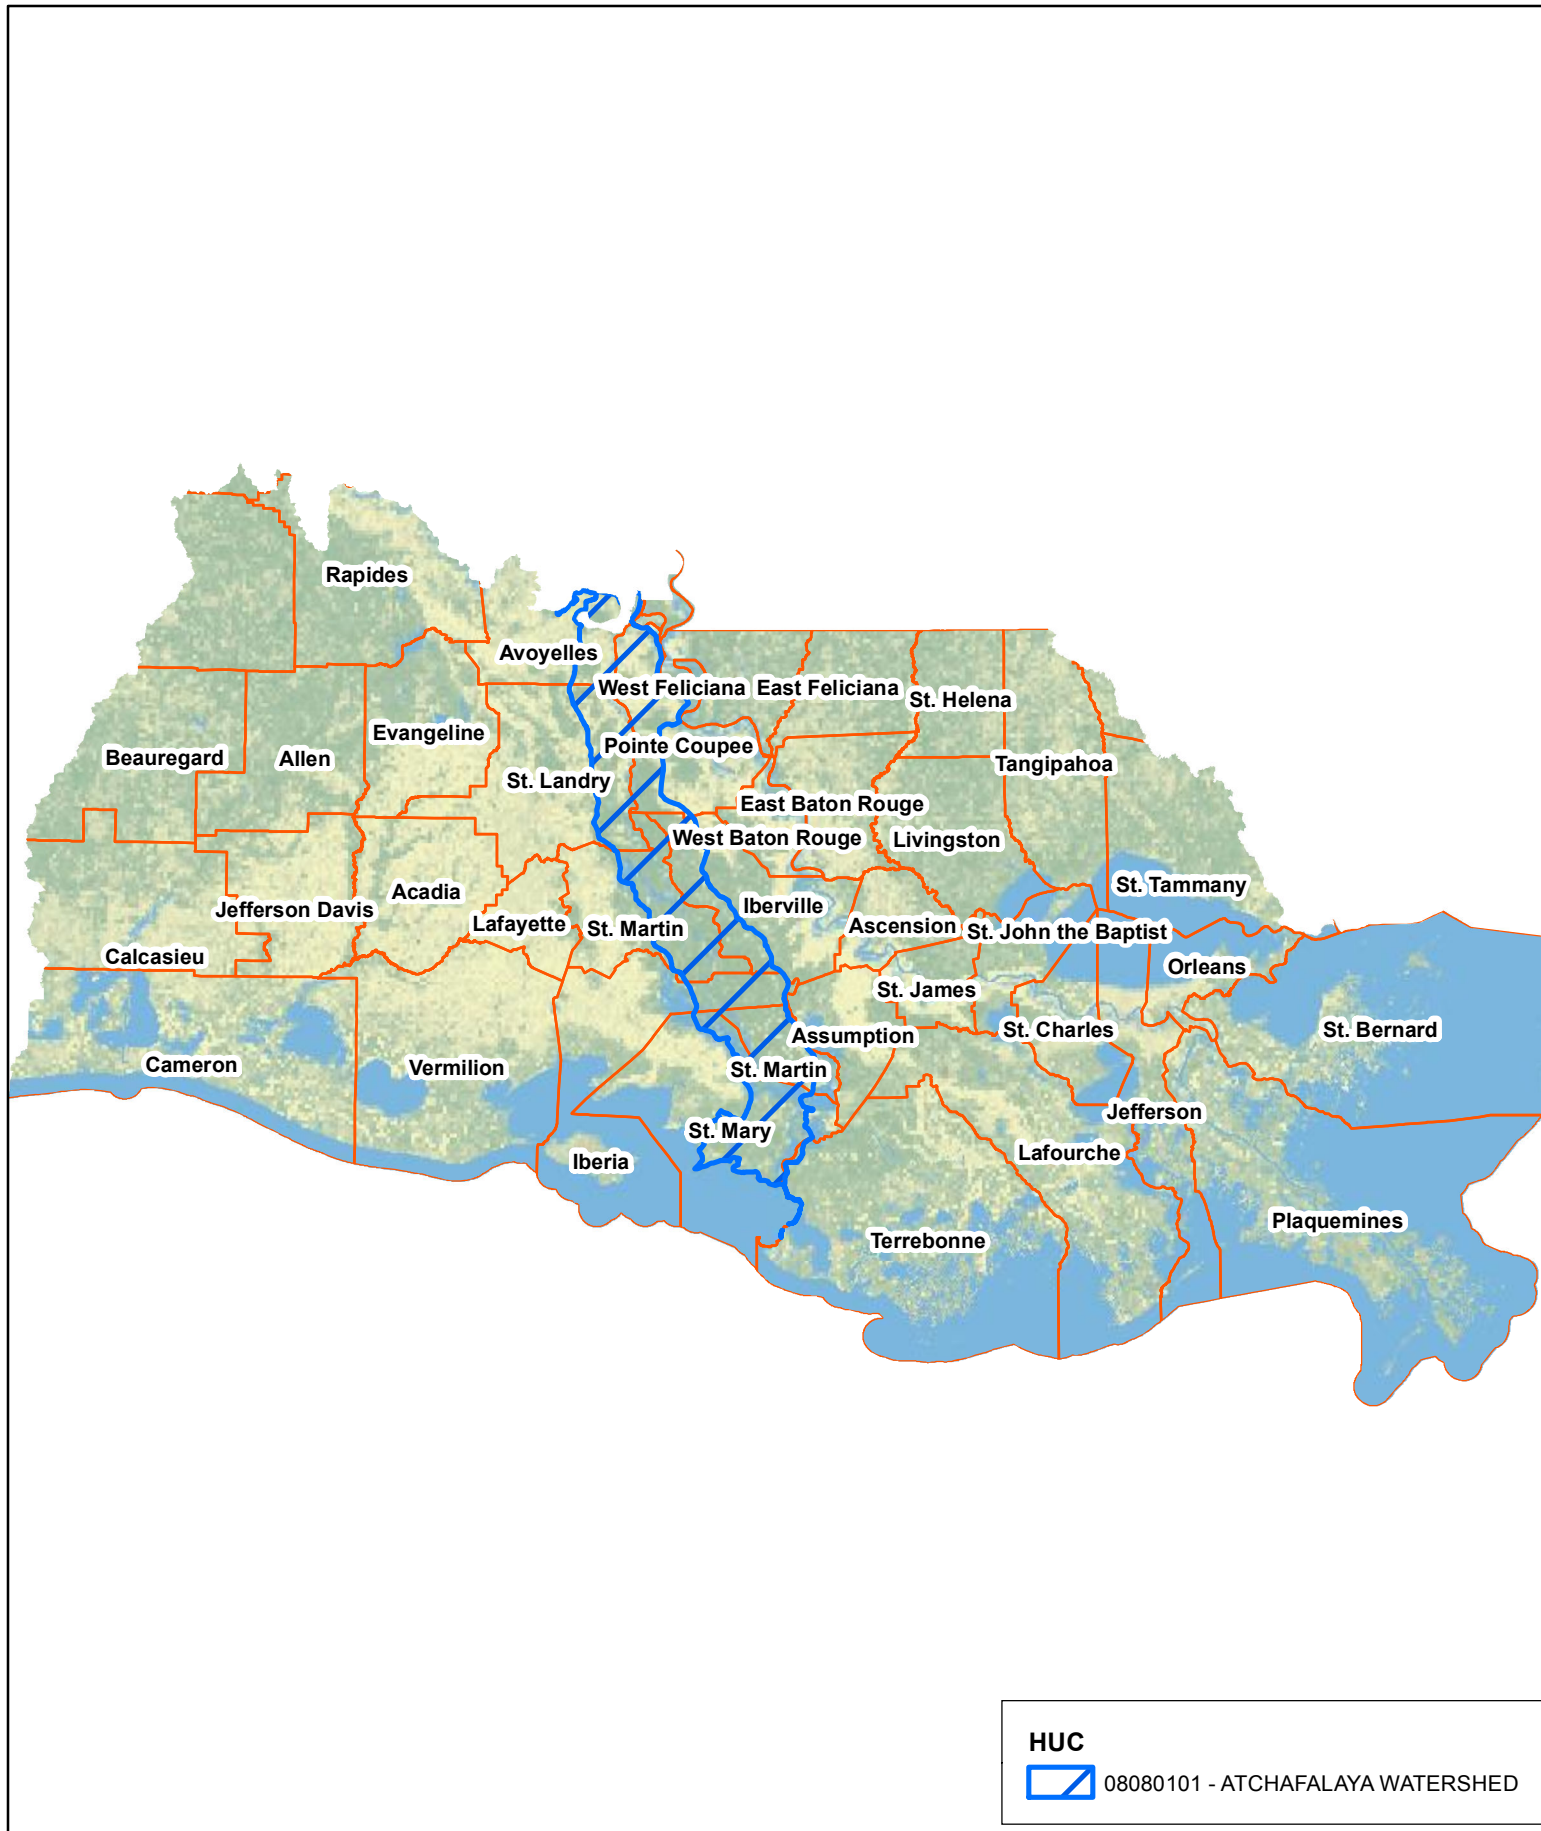 Rapides
Avoyelles
West Feliciana
East Feliciana
St. Helena
Evangeline
Pointe Coupee
Beauregard
Allen
Tangipahoa
St. Landry
East Baton Rouge
West Baton Rouge
Livingston
St. Tammany
Acadia
Iberville
Jefferson Davis
Lafayette
St. Martin
Ascension
St. John the Baptist
Calcasieu
Orleans
St. James
St. Charles
St. Bernard
Assumption
Cameron
Vermilion
St. Martin
Jefferson
St. Mary
Lafourche
Iberia
Plaquemines
Terrebonne
HUC
08080101 - ATCHAFALAYA WATERSHED